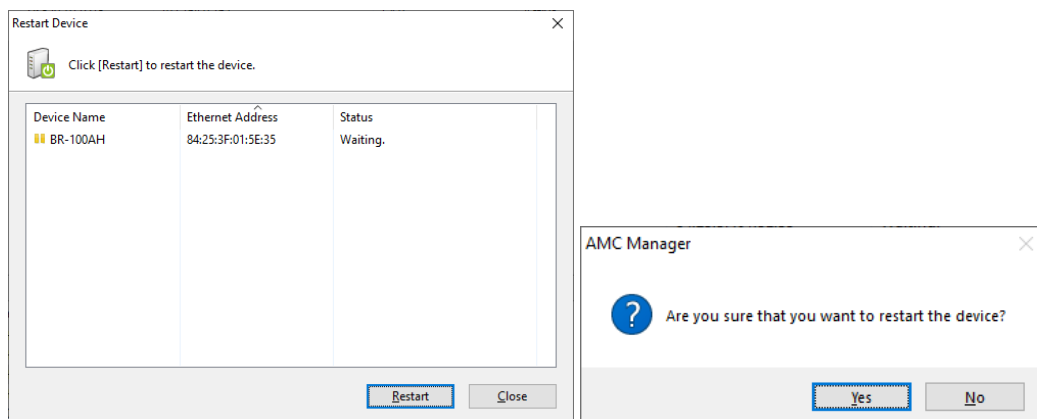 Restart Device
Click [Restart] to restart the device.
Device Name Ethernet Address Status
BR-100AH 84:25:3F:01:5E:35 Waiting.
Restart Close
AMC Manager
Are you sure that you want to restart the device?
Yes No